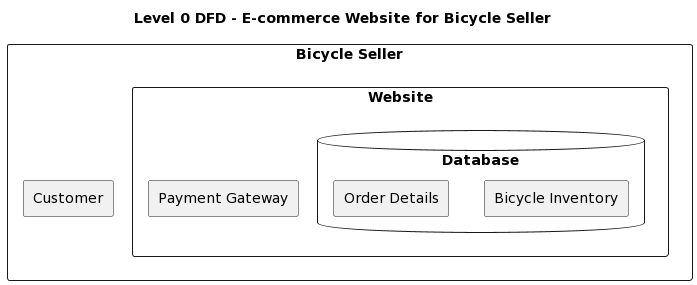 Level 0 DFD - E-commerce Website for Bicycle Seller
Bicycle Seller
Website
Database
Customer
Payment Gateway
Order Details
Bicycle Inventory